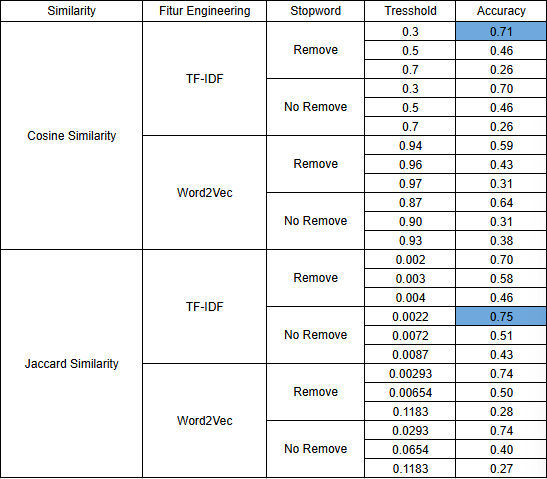 Similarity Fitur Engineering Stopword Tresshold Accuracy
Cosine Similarity TF-IDF Remove 0.3 0.71
0.5 0.46
0.7 0.26
No Remove 0.3 0.70
0.5 0.46
0.7 0.26
Word2Vec Remove 0.94 0.59
0.96 0.43
0.97 0.31
No Remove 0.87 0.64
0.90 0.31
0.93 0.38
Jaccard Similarity TF-IDF Remove 0.002 0.70
0.003 0.58
0.004 0.46
No Remove 0.0022 0.75
0.0072 0.51
0.0087 0.43
Word2Vec Remove 0.00293 0.74
0.00654 0.50
0.1183 0.28
No Remove 0.0293 0.74
0.0654 0.40
0.1183 0.27